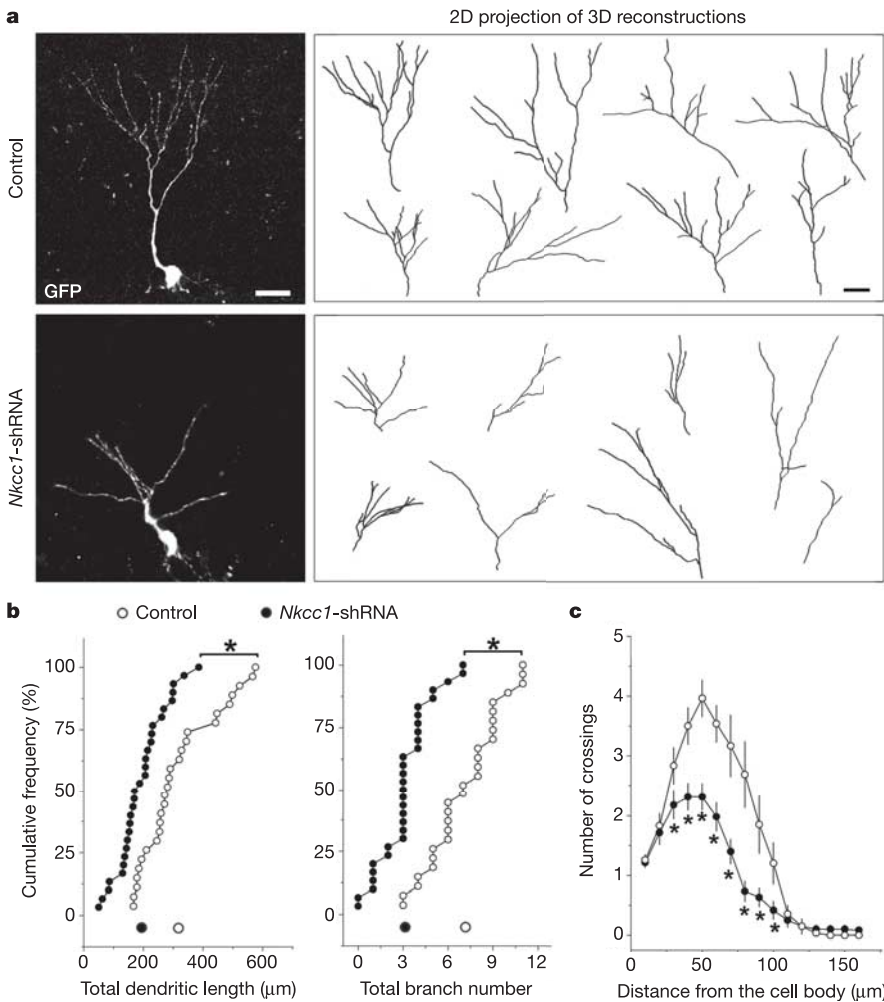 a
2D projection of 3D reconstructions
Control
GFP
Nkcc1-shRNA
b
Control
Nkcc1-shRNA
*
*
Cumulative frequency (%)
100
75
50
25
0
0 200 400 600
Total dendritic length (µm)
100
75
50
25
0
0 3 6 9 12
Total branch number
c
Number of crossings
5
4
3
2
1
0
* * * * * * * *
0 50 100 150
Distance from the cell body (µm)